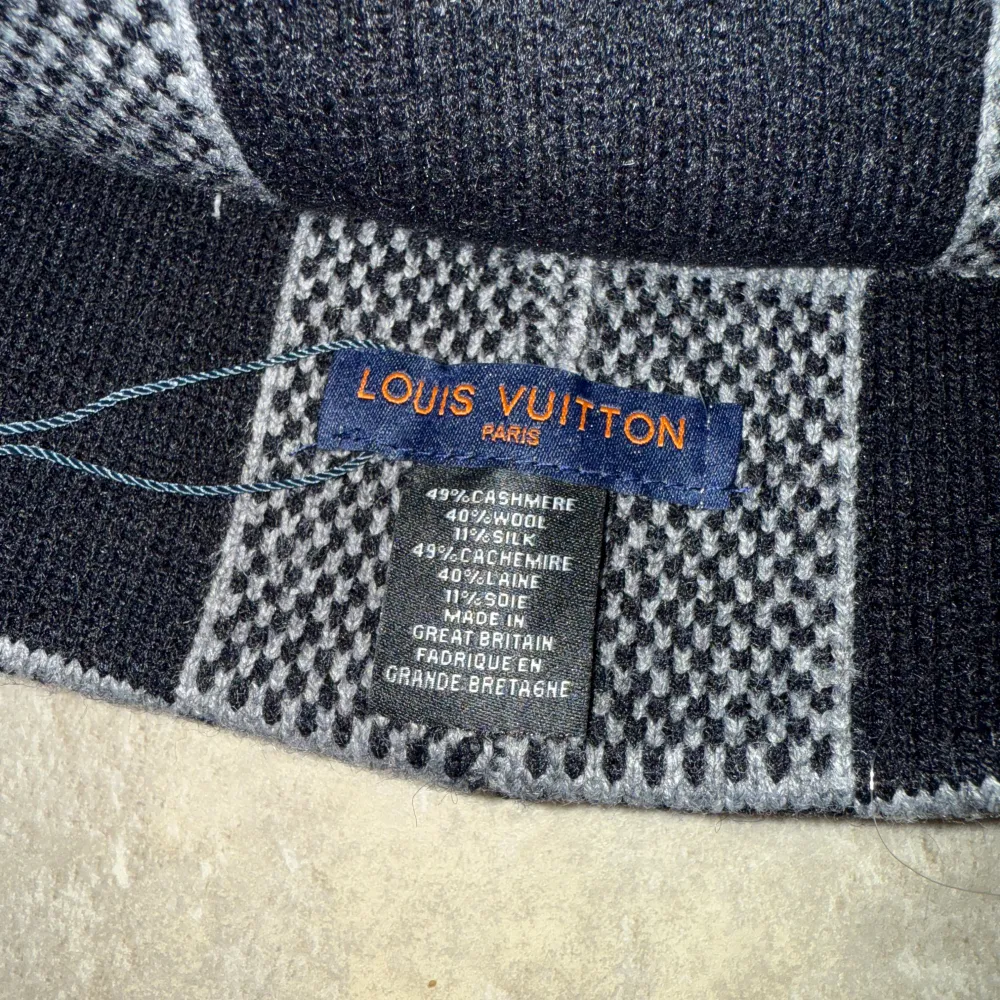 LOUIS VUITTON
PARIS
49%CASHMERE
40%WOOL
11%SILK
49%CACHEMIRE
40%LAINE
11%SOIE
MADE IN
GREAT BRITAIN
FADRIQUE EN
GRANDE BRETAGNE